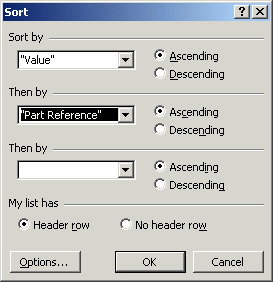 Sort
Sort by
"Value"
Ascending
Descending
Then by
"Part Reference"
Ascending
Descending
Then by
Ascending
Descending
My list has
Header row
No header row
Options...
OK
Cancel